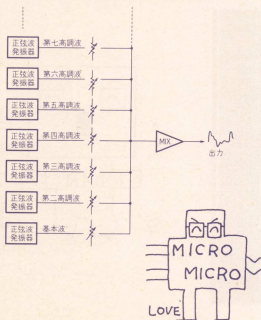 正弦波
発振器
第七高調波
正弦波
発振器
第六高調波
正弦波
発振器
第五高調波
正弦波
発振器
第四高調波
MIX
出力
正弦波
発振器
第三高調波
正弦波
発振器
第二高調波
正弦波
発振器
基本波
MICRO
MICRO
LOVE